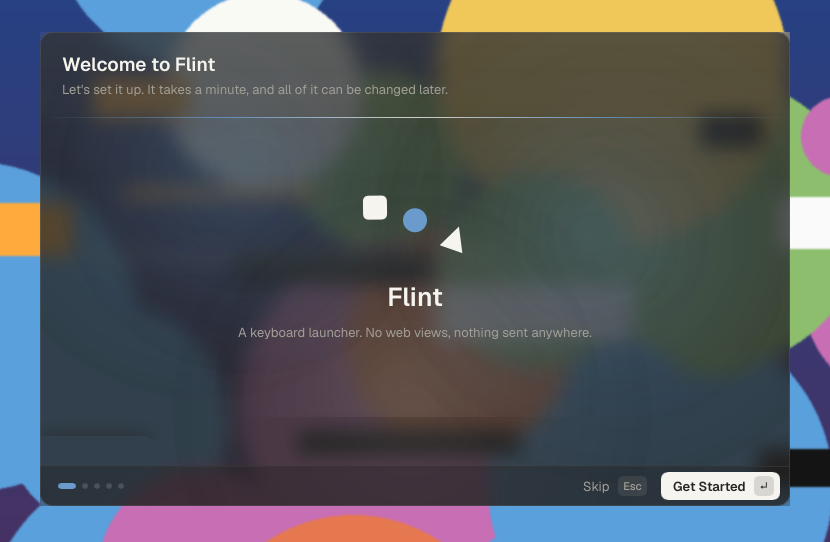 Welcome to Flint
Let's set it up. It takes a minute, and all of it can be changed later.
Flint
A keyboard launcher. No web views, nothing sent anywhere.
Skip Esc Get Started ↵